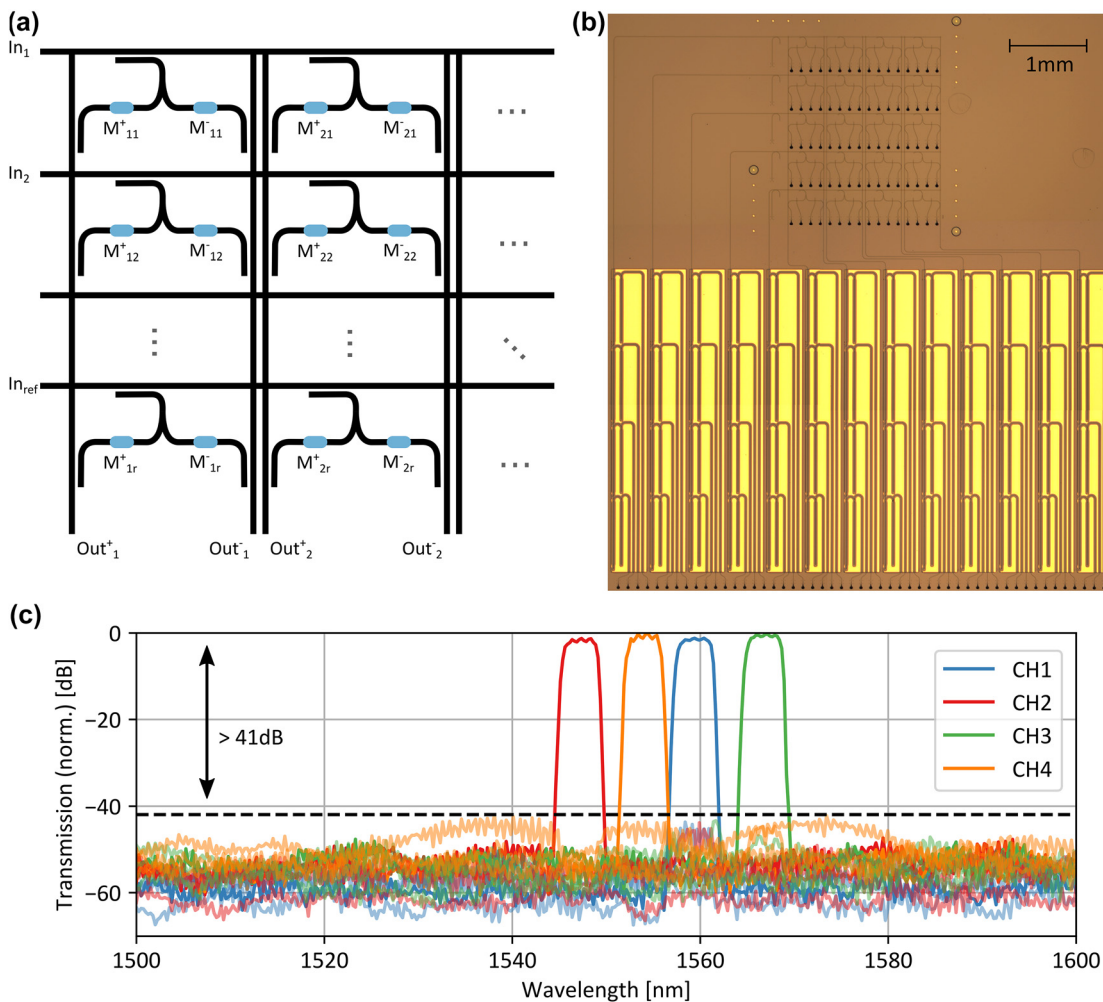 (a)
In₁
M⁺₁₁ M⁻₁₁ M⁺₂₁ M⁻₂₁ ...
In₂
M⁺₁₂ M⁻₁₂ M⁺₂₂ M⁻₂₂ ...
In_ref
M⁺₁ᵣ M⁻₁ᵣ M⁺₂ᵣ M⁻₂ᵣ ...
Out⁺₁ Out⁻₁ Out⁺₂ Out⁻₂
(b)
1mm
(c)
Transmission (norm.) [dB]
0
−20
−40
−60
> 41dB
CH1
CH2
CH3
CH4
1500 1520 1540 1560 1580 1600
Wavelength [nm]